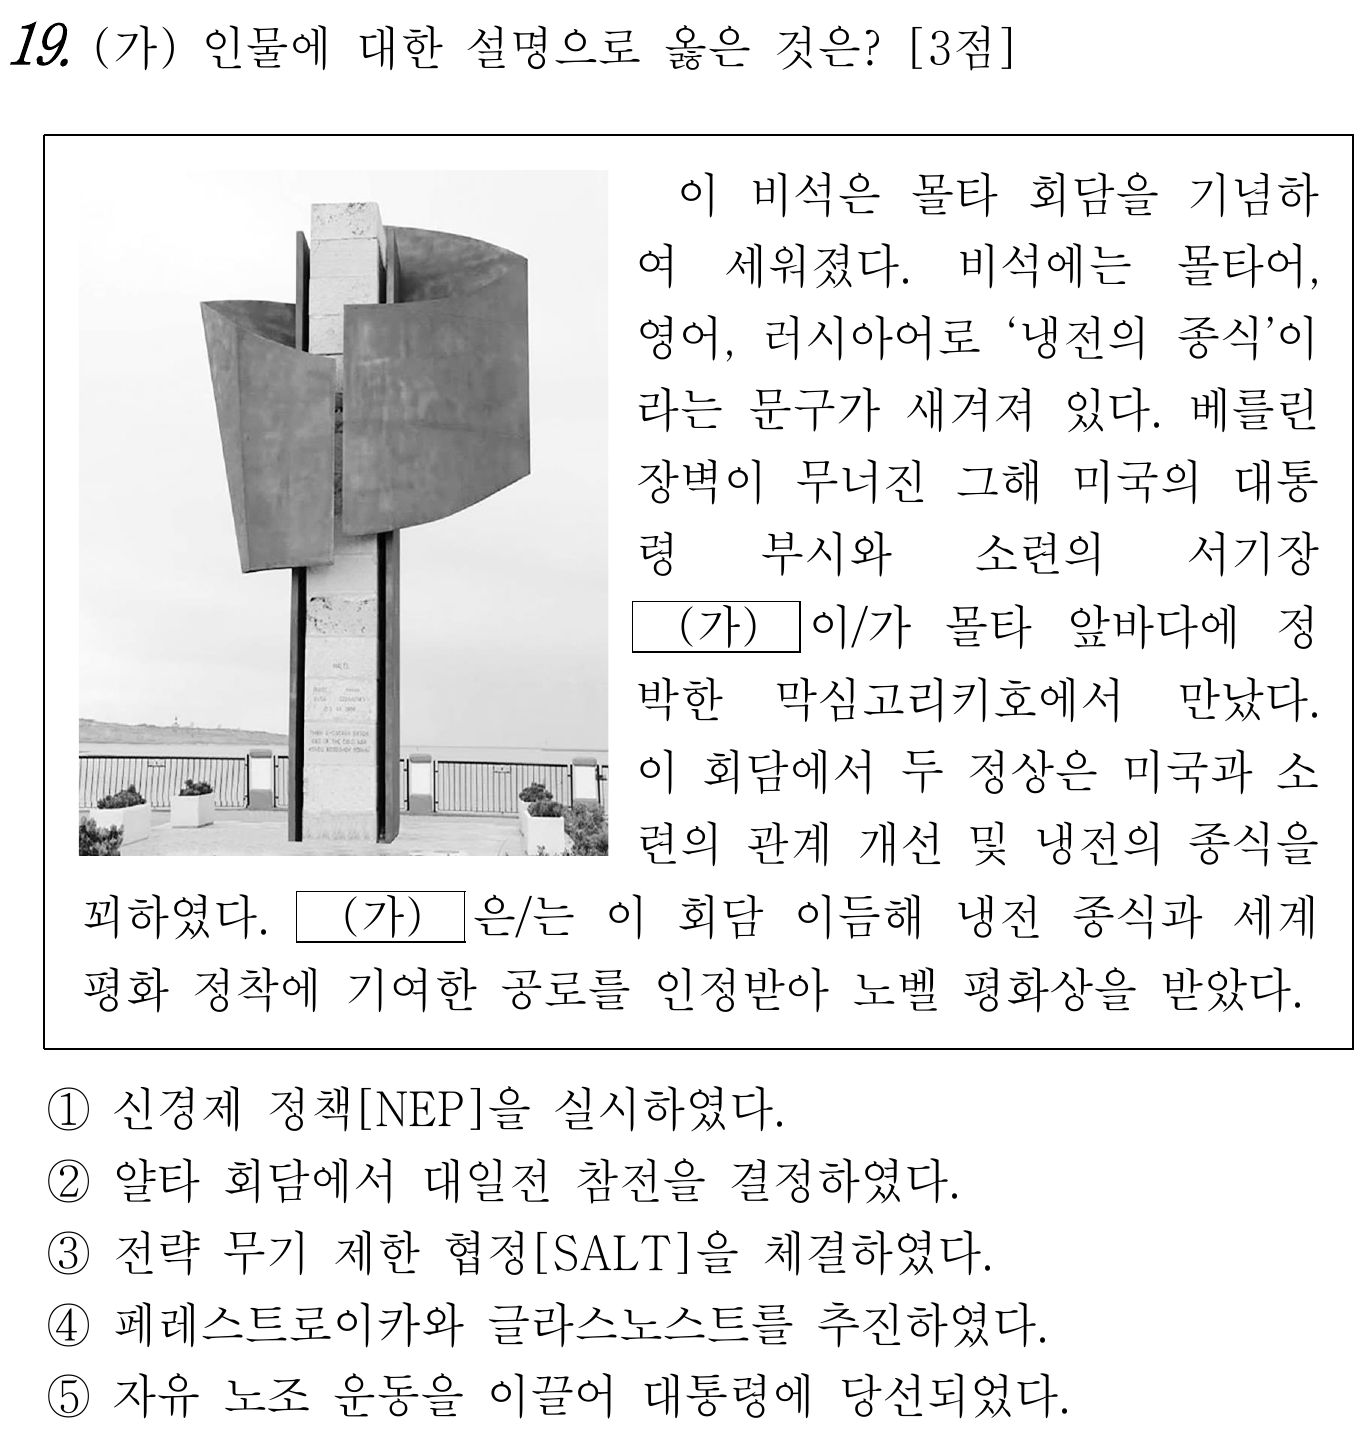 19. (가) 인물에 대한 설명으로 옳은 것은? [3점]
이 비석은 몰타 회담을 기념하
여 세워졌다. 비석에는 몰타어,
영어, 러시아어로 ‘냉전의 종식’이
라는 문구가 새겨져 있다. 베를린
장벽이 무너진 그해 미국의 대통
령 부시와 소련의 서기장
(가) 이/가 몰타 앞바다에 정
박한 막심고리키호에서 만났다.
이 회담에서 두 정상은 미국과 소
련의 관계 개선 및 냉전의 종식을
꾀하였다. (가) 은/는 이 회담 이듬해 냉전 종식과 세계
평화 정착에 기여한 공로를 인정받아 노벨 평화상을 받았다.
① 신경제 정책[NEP]을 실시하였다.
② 얄타 회담에서 대일전 참전을 결정하였다.
③ 전략 무기 제한 협정[SALT]을 체결하였다.
④ 페레스트로이카와 글라스노스트를 추진하였다.
⑤ 자유 노조 운동을 이끌어 대통령에 당선되었다.